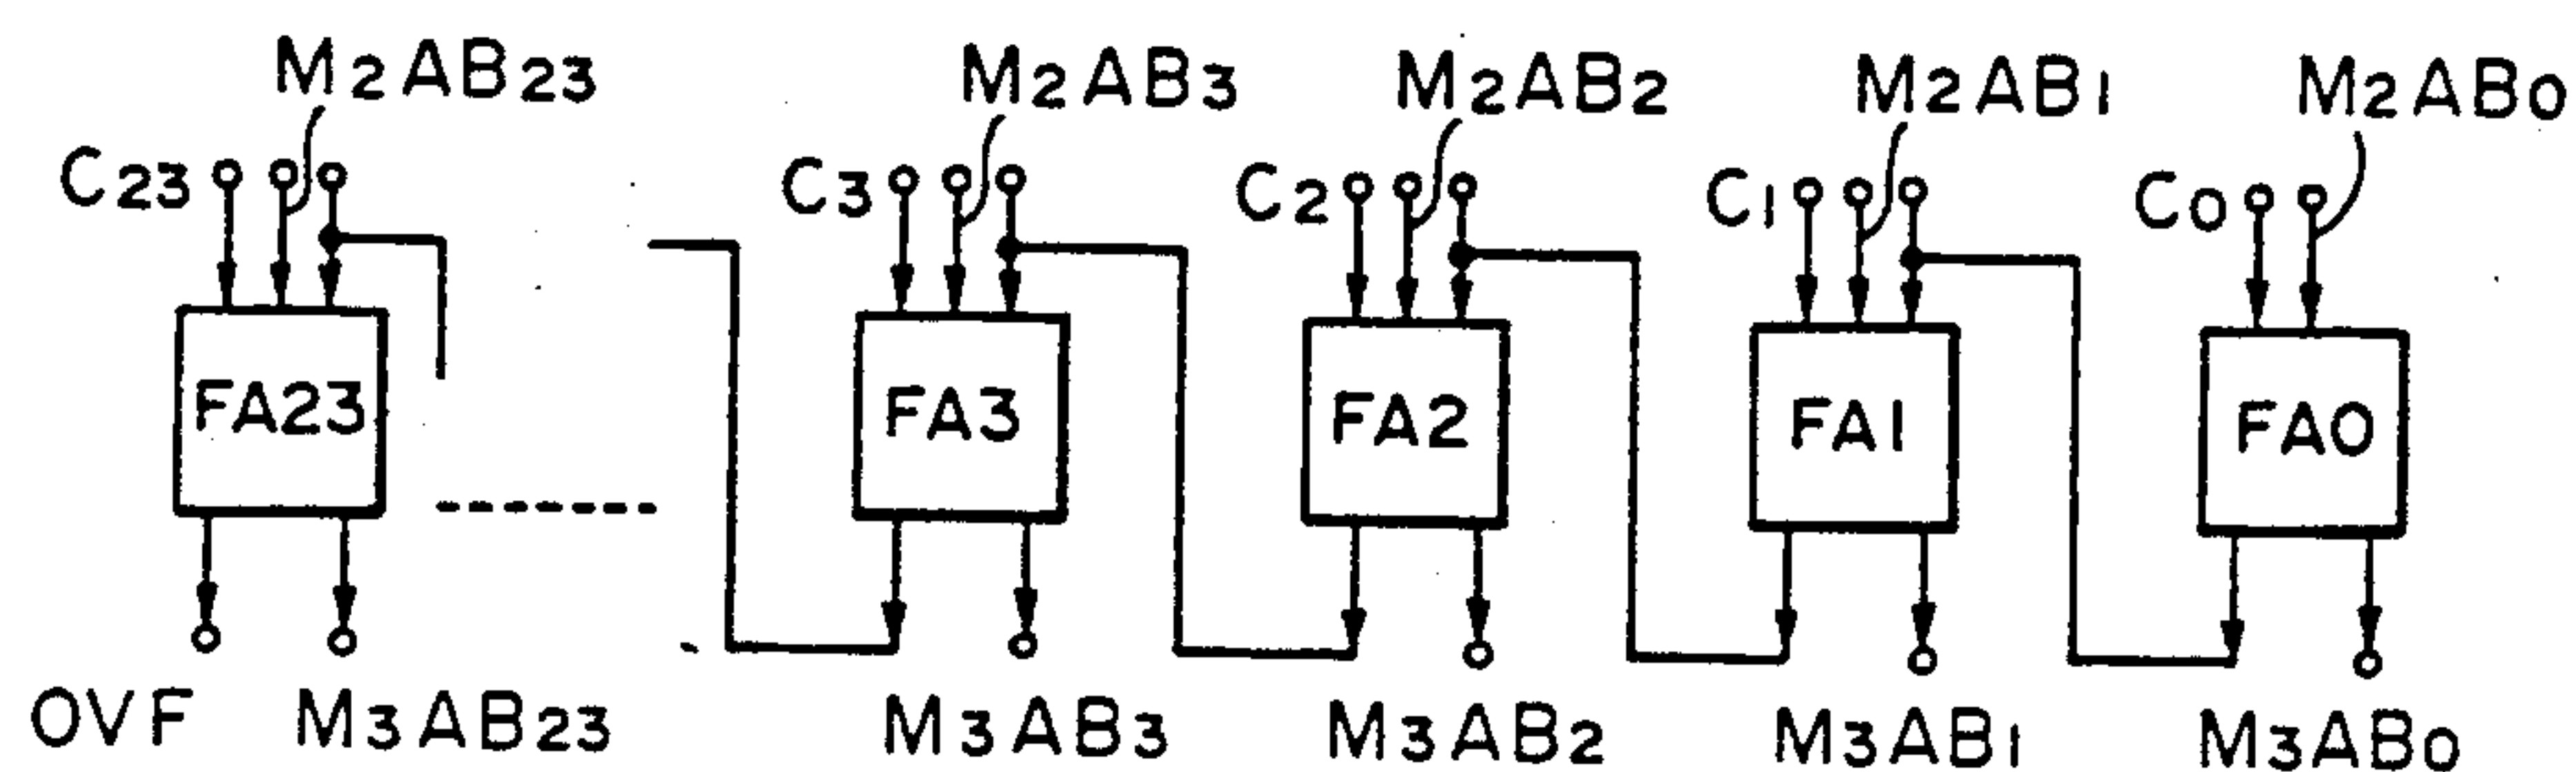 M2AB23 M2AB3 M2AB2 M2AB1 M2AB0
C23 C3 C2 C1 C0
FA23 FA3 FA2 FA1 FA0
OVF M3AB23 M3AB3 M3AB2 M3AB1 M3AB0